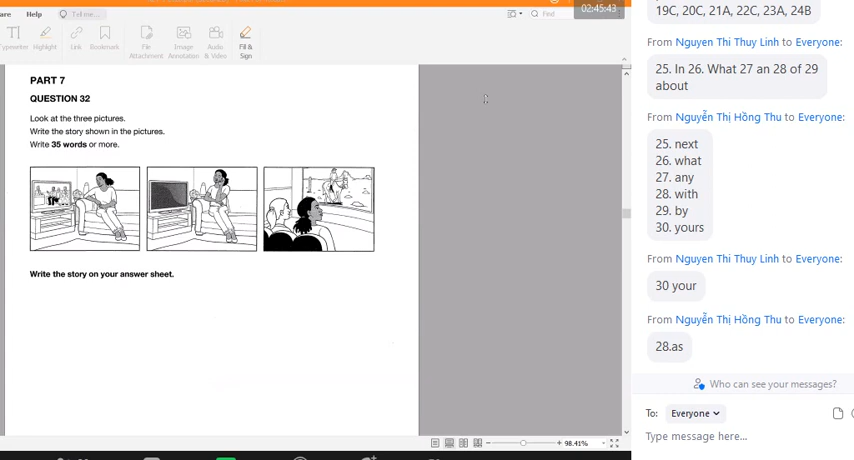 02:45:43
are Help Tell me... Find
Typewriter Highlight Link Bookmark File Attachment Image Annotation Audio & Video Fill & Sign
PART 7
QUESTION 32
Look at the three pictures.
Write the story shown in the pictures.
Write 35 words or more.
Write the story on your answer sheet.
98.41%
19C, 20C, 21A, 22C, 23A, 24B
From Nguyen Thi Thuy Linh to Everyone:
25. In 26. What 27 an 28 of 29
about
From Nguyễn Thị Hồng Thu to Everyone:
25. next
26. what
27. any
28. with
29. by
30. yours
From Nguyen Thi Thuy Linh to Everyone:
30 your
From Nguyễn Thị Hồng Thu to Everyone:
28.as
Who can see your messages?
To: Everyone
Type message here...